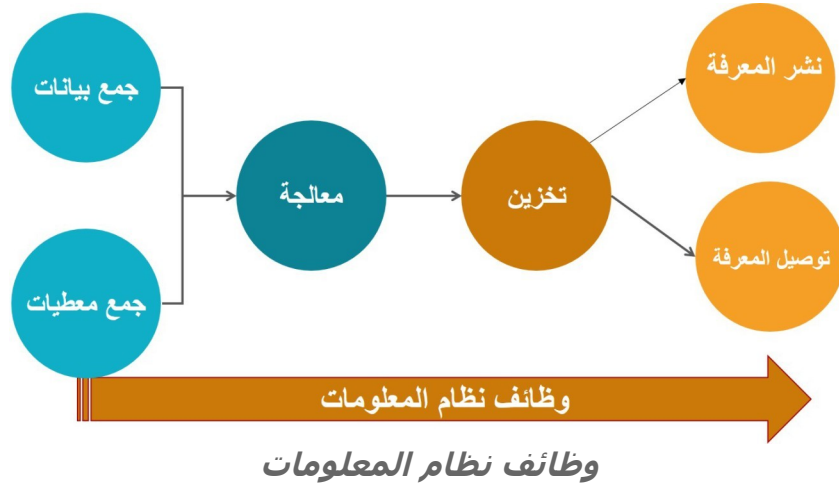 جمع بيانات
جمع معطيات
معالجة
تخزين
نشر المعرفة
توصيل المعرفة
وظائف نظام المعلومات
وظائف نظام المعلومات